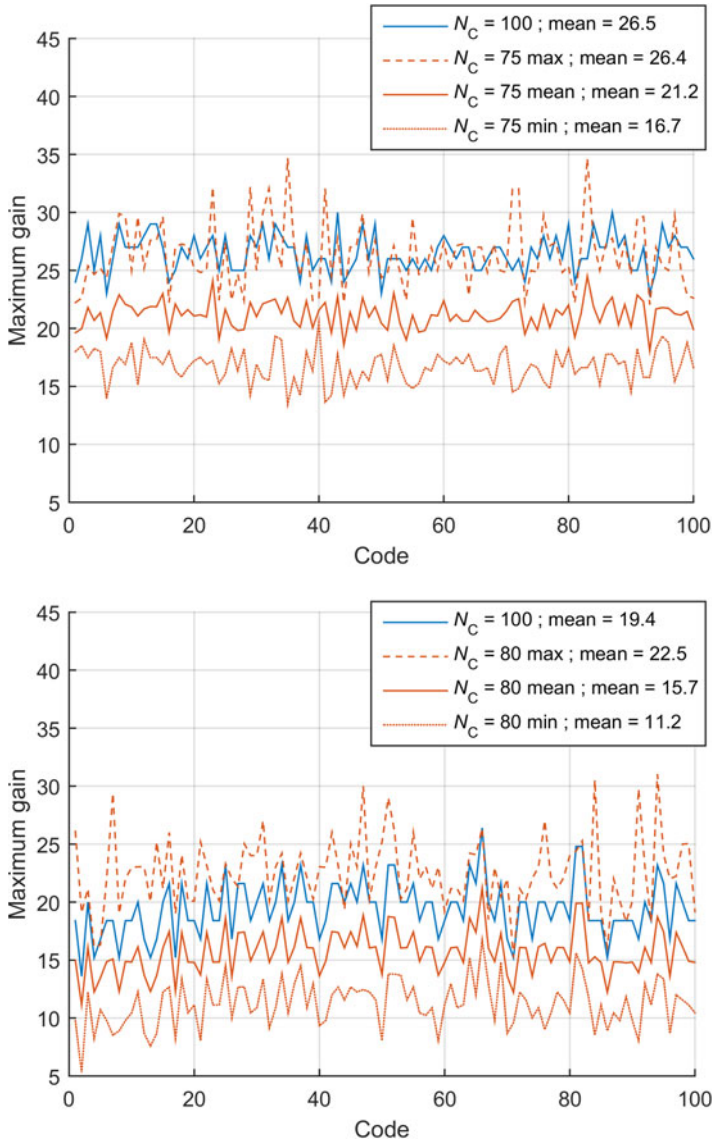 45
40
35
30
25
20
15
10
5
Maximum gain
0
20
40
60
80
100
Code
N_C = 100 ; mean = 26.5
N_C = 75 max ; mean = 26.4
N_C = 75 mean ; mean = 21.2
N_C = 75 min ; mean = 16.7
45
40
35
30
25
20
15
10
5
Maximum gain
0
20
40
60
80
100
Code
N_C = 100 ; mean = 19.4
N_C = 80 max ; mean = 22.5
N_C = 80 mean ; mean = 15.7
N_C = 80 min ; mean = 11.2